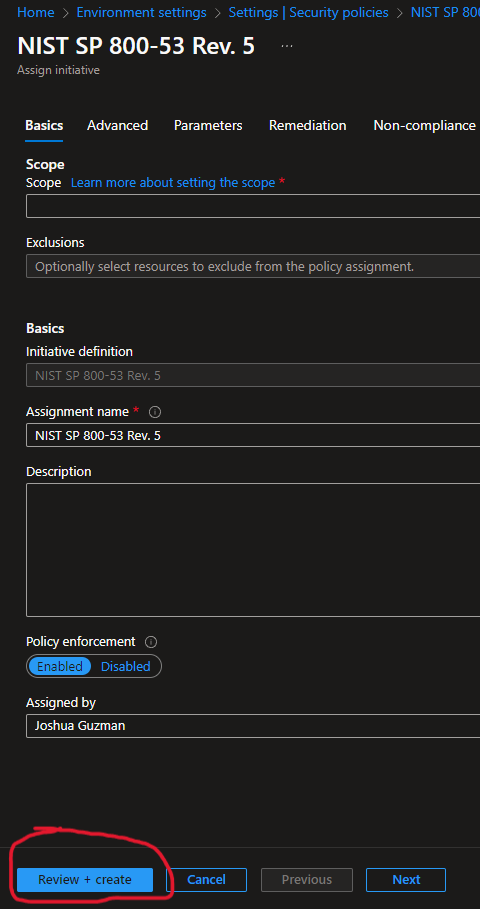 Home > Environment settings > Settings | Security policies > NIST SP 800
NIST SP 800-53 Rev. 5 ...
Assign initiative
Basics Advanced Parameters Remediation Non-compliance
Scope
Scope Learn more about setting the scope *
Exclusions
Optionally select resources to exclude from the policy assignment.
Basics
Initiative definition
NIST SP 800-53 Rev. 5
Assignment name *
NIST SP 800-53 Rev. 5
Description
Policy enforcement
Enabled Disabled
Assigned by
Joshua Guzman
Review + create Cancel Previous Next